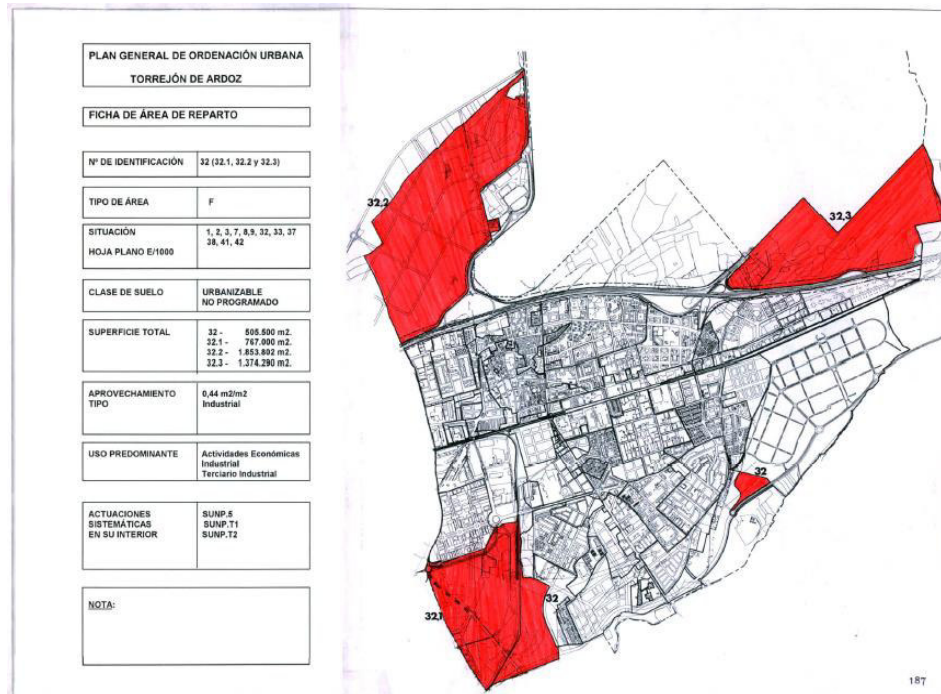 PLAN GENERAL DE ORDENACIÓN URBANA
TORREJÓN DE ARDOZ
FICHA DE ÁREA DE REPARTO
Nº DE IDENTIFICACIÓN 32 (32.1, 32.2 y 32.3)
TIPO DE ÁREA F
SITUACIÓN 1, 2, 3, 7, 8,9, 32, 33, 37
38, 41, 42
HOJA PLANO E/1000
CLASE DE SUELO URBANIZABLE
NO PROGRAMADO
SUPERFICIE TOTAL 32 - 505.500 m2.
32.1 - 767.000 m2.
32.2 - 1.853.802 m2.
32.3 - 1.374.290 m2.
APROVECHAMIENTO 0,44 m2/m2
TIPO Industrial
USO PREDOMINANTE Actividades Económicas
Industrial
Terciario Industrial
ACTUACIONES SUNP.5
SISTEMÁTICAS SUNP.T1
EN SU INTERIOR SUNP.T2
NOTA:
32,2
32,3
32
32
32,1
187